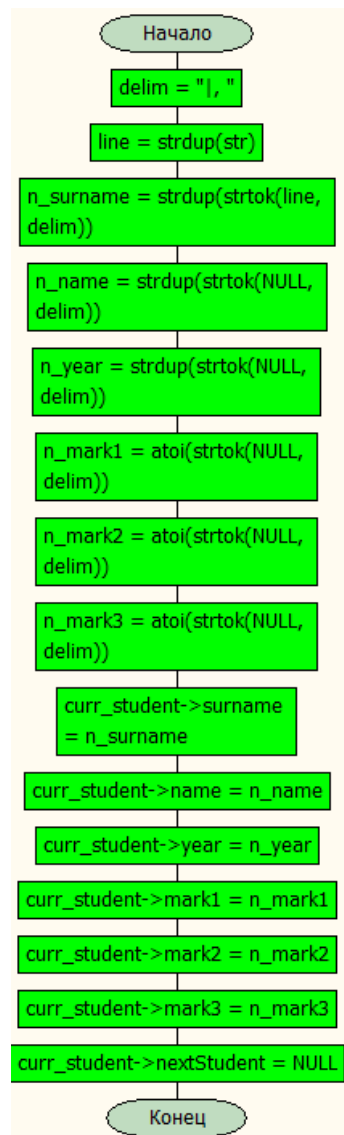 Начало
delim = "|, "
line = strdup(str)
n_surname = strdup(strtok(line,
delim))
n_name = strdup(strtok(NULL,
delim))
n_year = strdup(strtok(NULL,
delim))
n_mark1 = atoi(strtok(NULL,
delim))
n_mark2 = atoi(strtok(NULL,
delim))
n_mark3 = atoi(strtok(NULL,
delim))
curr_student->surname
= n_surname
curr_student->name = n_name
curr_student->year = n_year
curr_student->mark1 = n_mark1
curr_student->mark2 = n_mark2
curr_student->mark3 = n_mark3
curr_student->nextStudent = NULL
Конец